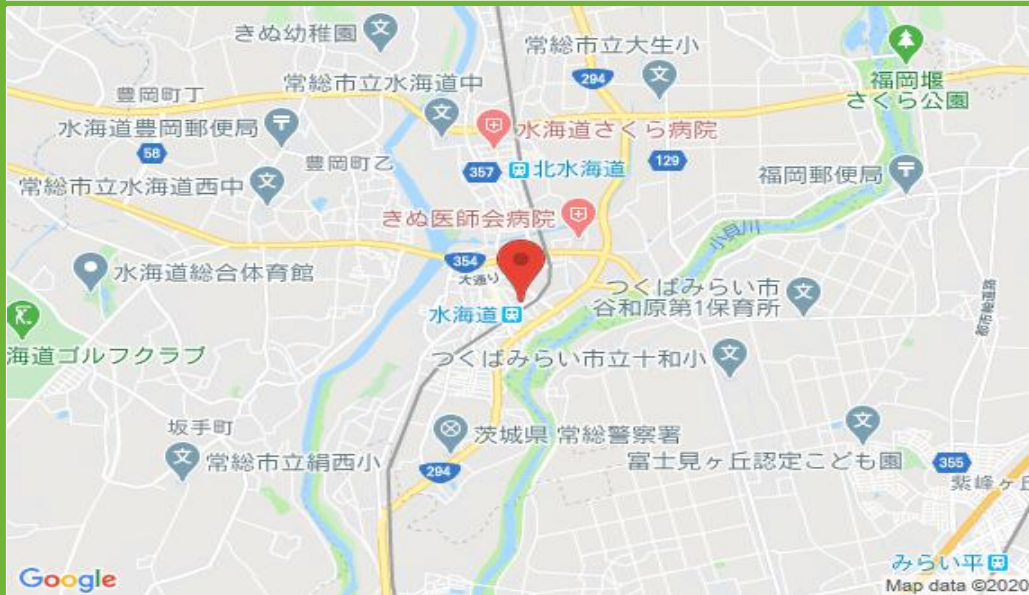 きぬ幼稚園
常総市立大生小
常総市立水海道中
294
福岡堰
さくら公園
豊岡町丁
水海道豊岡郵便局
水海道さくら病院
58
豊岡町乙
357
北水海道
129
福岡郵便局
常総市立水海道西中
きぬ医師会病院
小貝川
354
水海道総合体育館
大通り
つくばみらい市
谷和原第1保育所
都市軸道路
水海道
海道ゴルフクラブ
つくばみらい市立十和小
坂手町
茨城県 常総警察署
常総市立絹西小
294
富士見ヶ丘認定こども園
355
紫峰ヶ丘
みらい平
Google
Map data ©2020